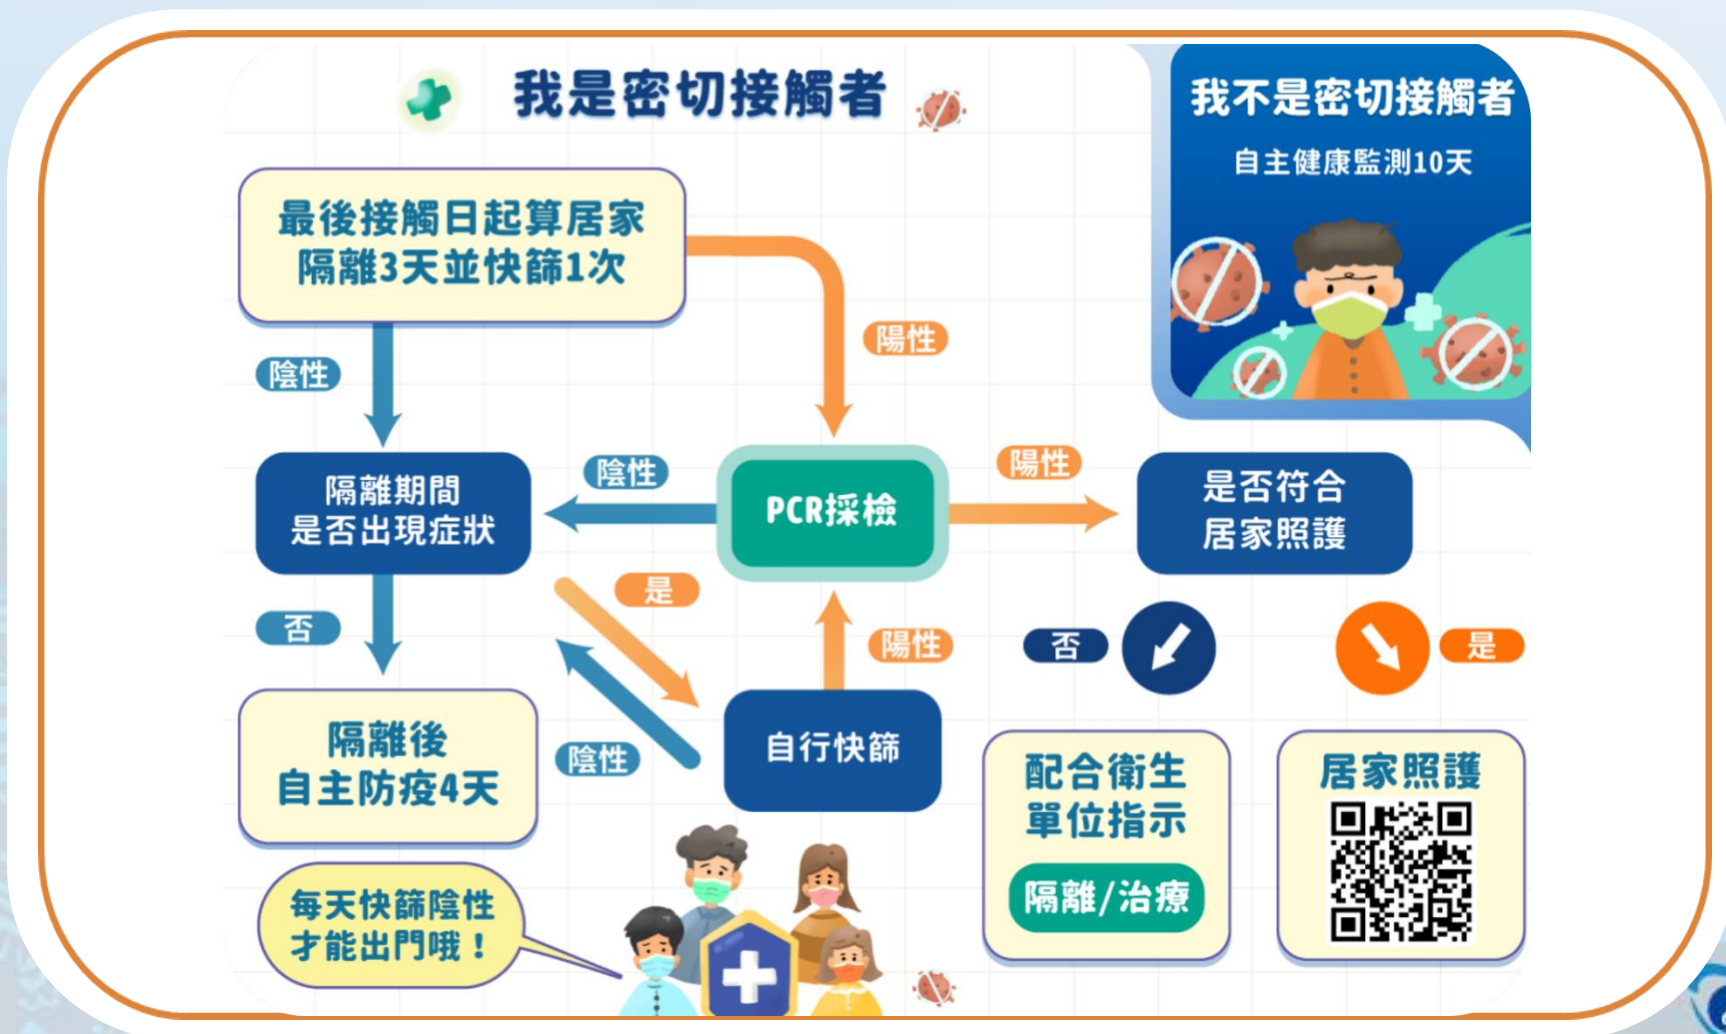 我是密切接觸者
我不是密切接觸者
自主健康監測10天
最後接觸日起算居家
隔離3天並快篩1次
陽性
陰性
隔離期間
是否出現症狀
陰性
PCR採檢
陽性
是否符合
居家照護
是
否
陽性
否
是
隔離後
自主防疫4天
陰性
自行快篩
配合衛生
單位指示
隔離/治療
居家照護
每天快篩陰性
才能出門哦！